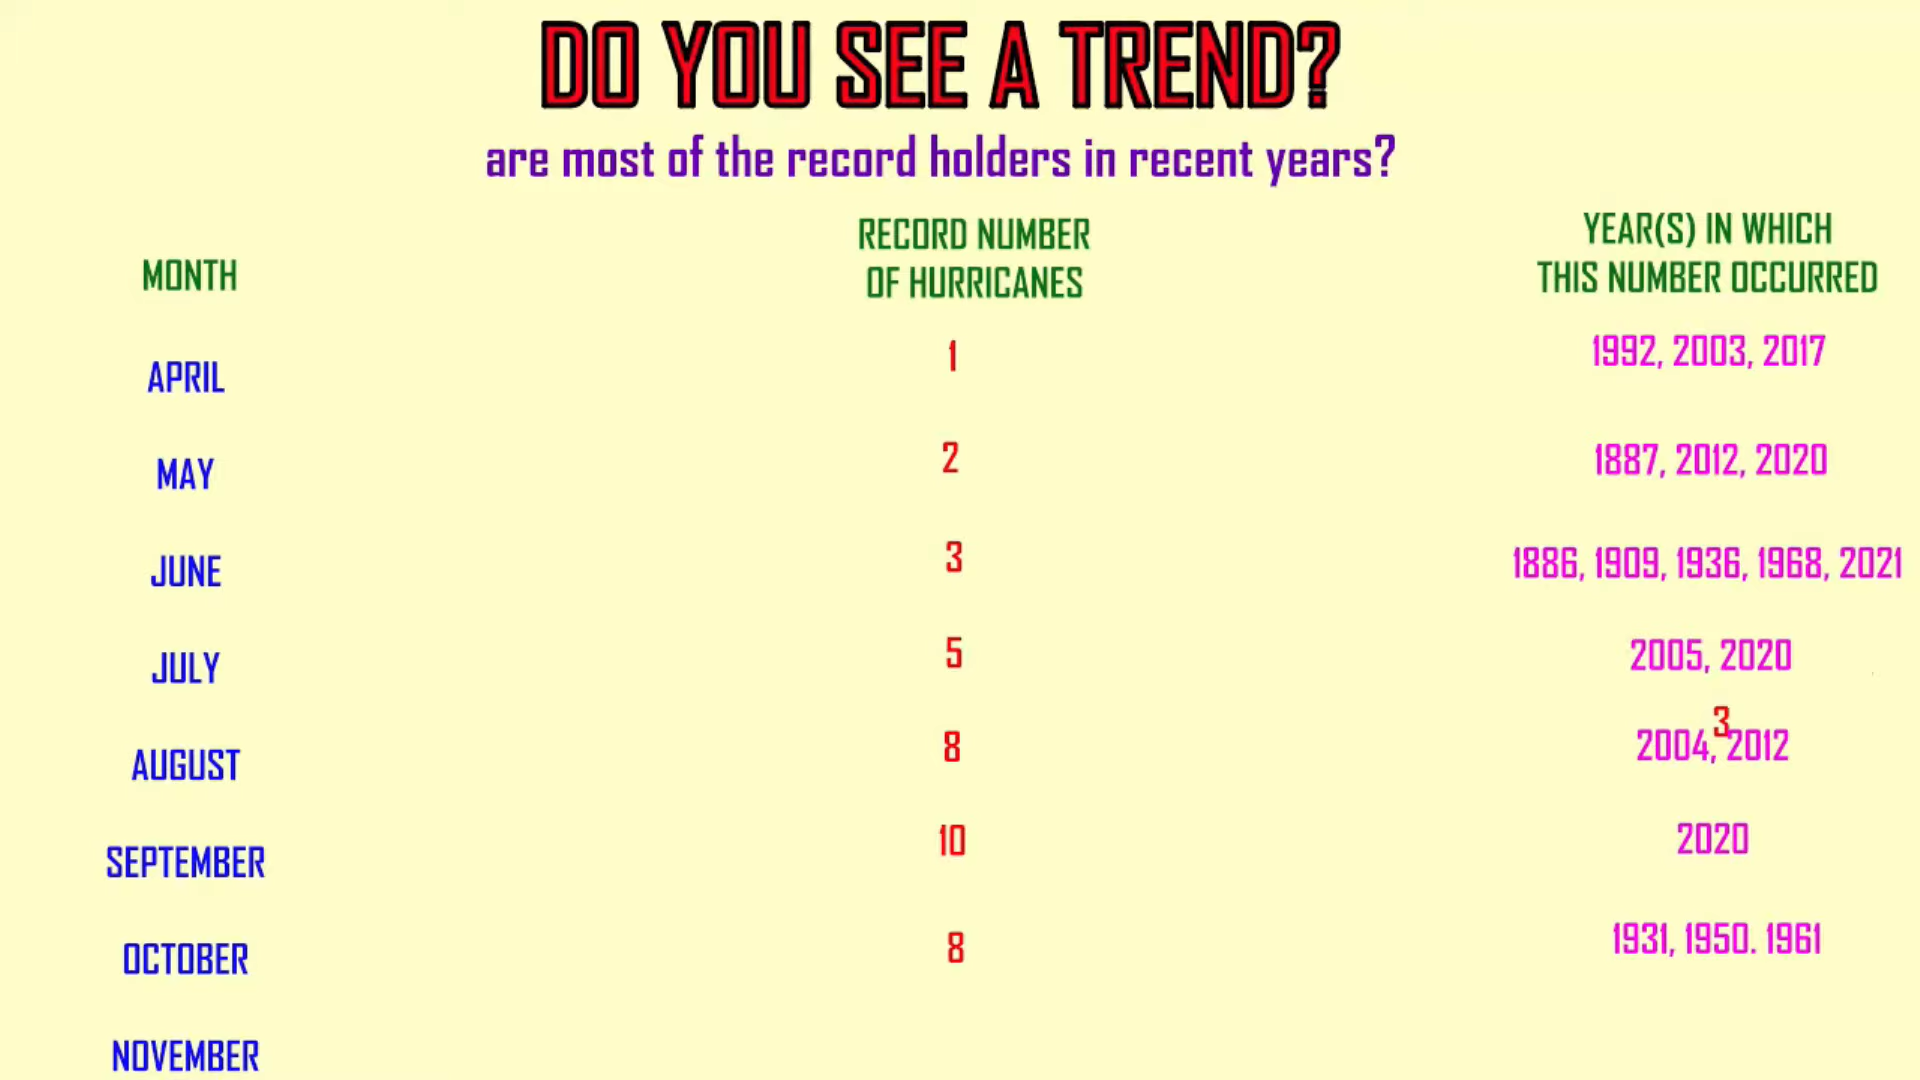 DO YOU SEE A TREND?
are most of the record holders in recent years?
MONTH
RECORD NUMBER
OF HURRICANES
YEAR(S) IN WHICH
THIS NUMBER OCCURRED
APRIL
1
1992, 2003, 2017
MAY
2
1887, 2012, 2020
JUNE
3
1886, 1909, 1936, 1968, 2021
JULY
5
2005, 2020
3
AUGUST
8
2004, 2012
SEPTEMBER
10
2020
OCTOBER
8
1931, 1950. 1961
NOVEMBER